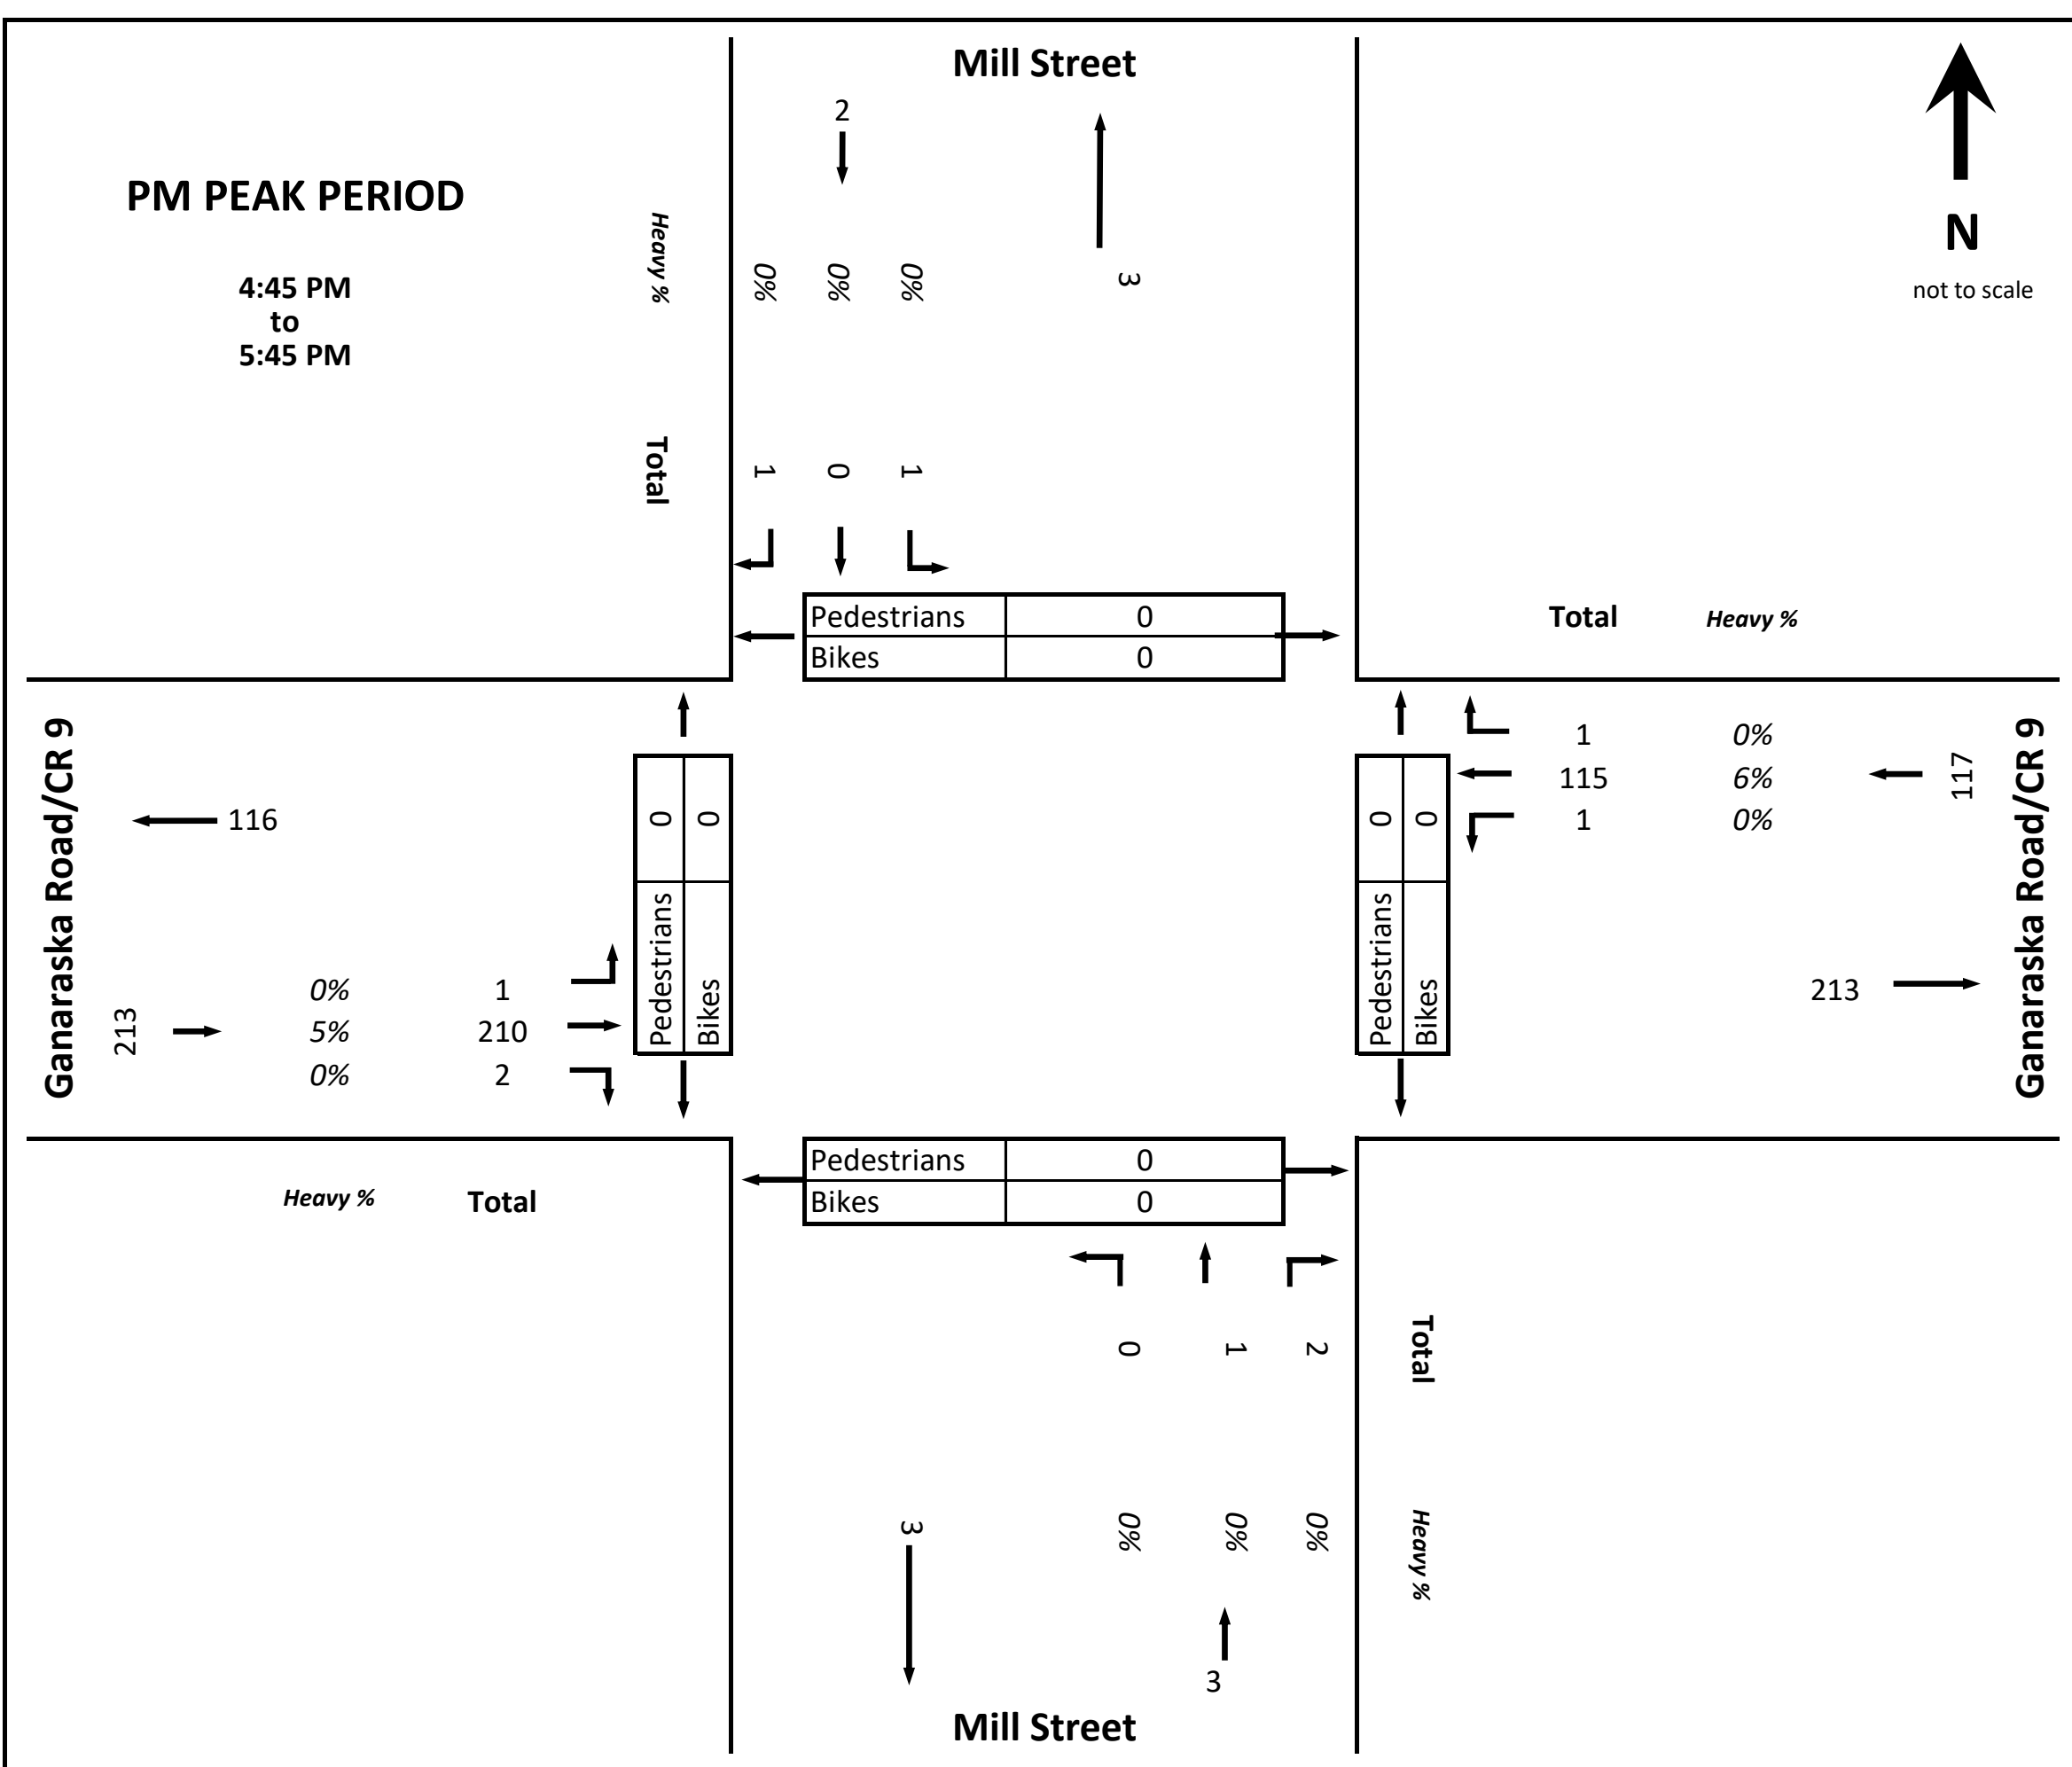 Mill Street
2
PM PEAK PERIOD
4:45 PM
to
5:45 PM
Heavy %
0%
0%
0%
3
N
not to scale
Total
1
0
1
Pedestrians 0
Bikes 0
Total Heavy %
Ganaraska Road/CR 9
116
0% 1
213 5% 210
0% 2
Pedestrians 0
Bikes 0
Pedestrians 0
Bikes 0
1 0%
115 6% 117
1 0%
213
Ganaraska Road/CR 9
Heavy % Total
Pedestrians 0
Bikes 0
0
1
2
Total
3
0%
0%
0%
Heavy %
3
Mill Street